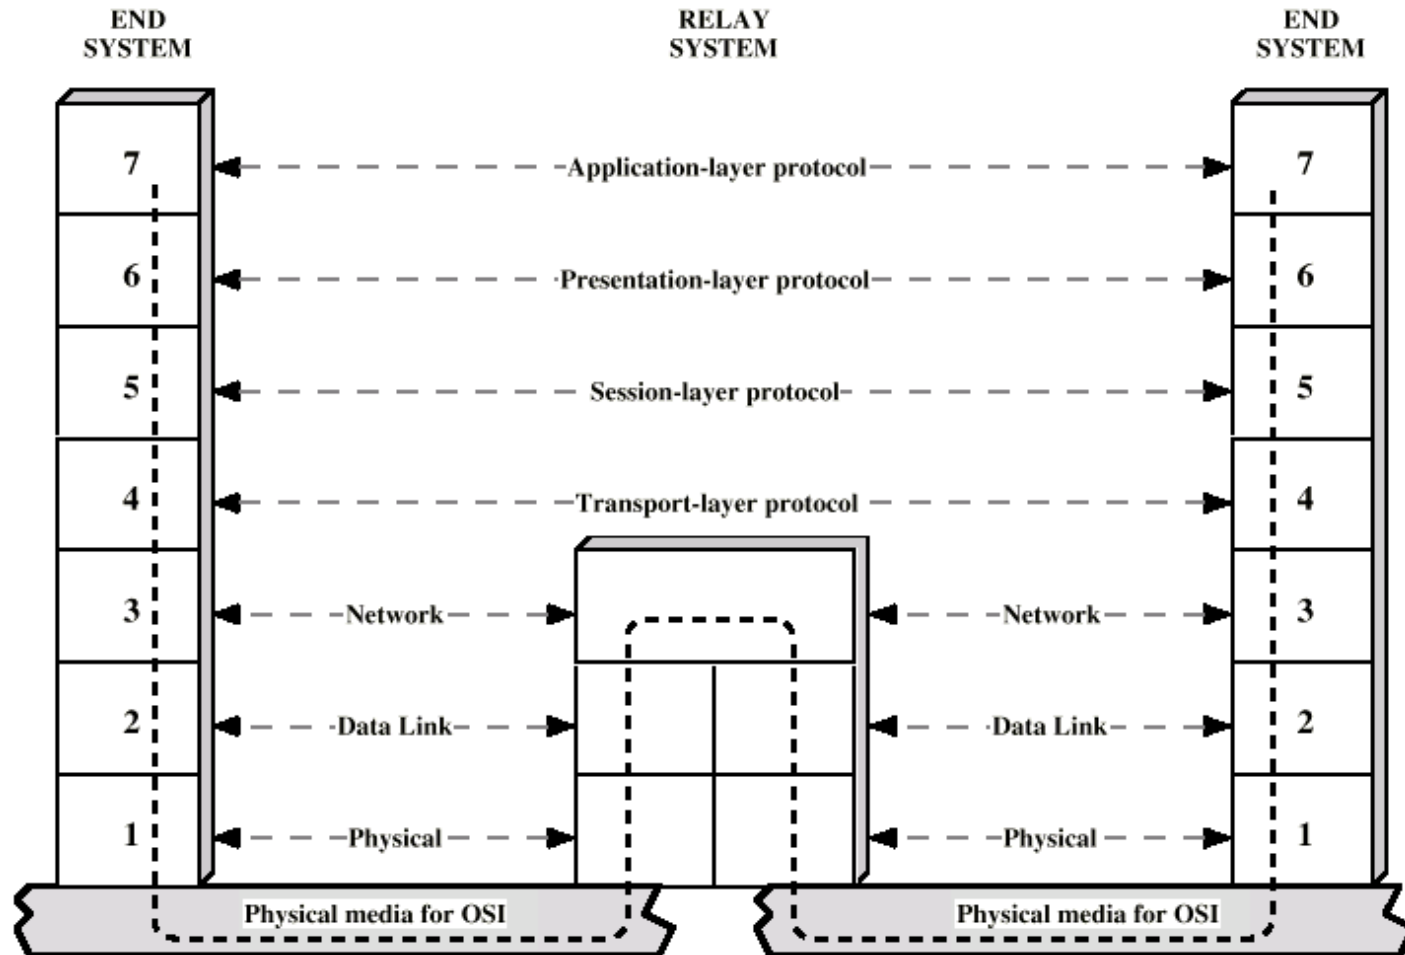 END
SYSTEM
RELAY
SYSTEM
END
SYSTEM
7
Application-layer protocol
7
6
Presentation-layer protocol
6
5
Session-layer protocol
5
4
Transport-layer protocol
4
3
Network
Network
3
2
Data Link
Data Link
2
1
Physical
Physical
1
Physical media for OSI
Physical media for OSI